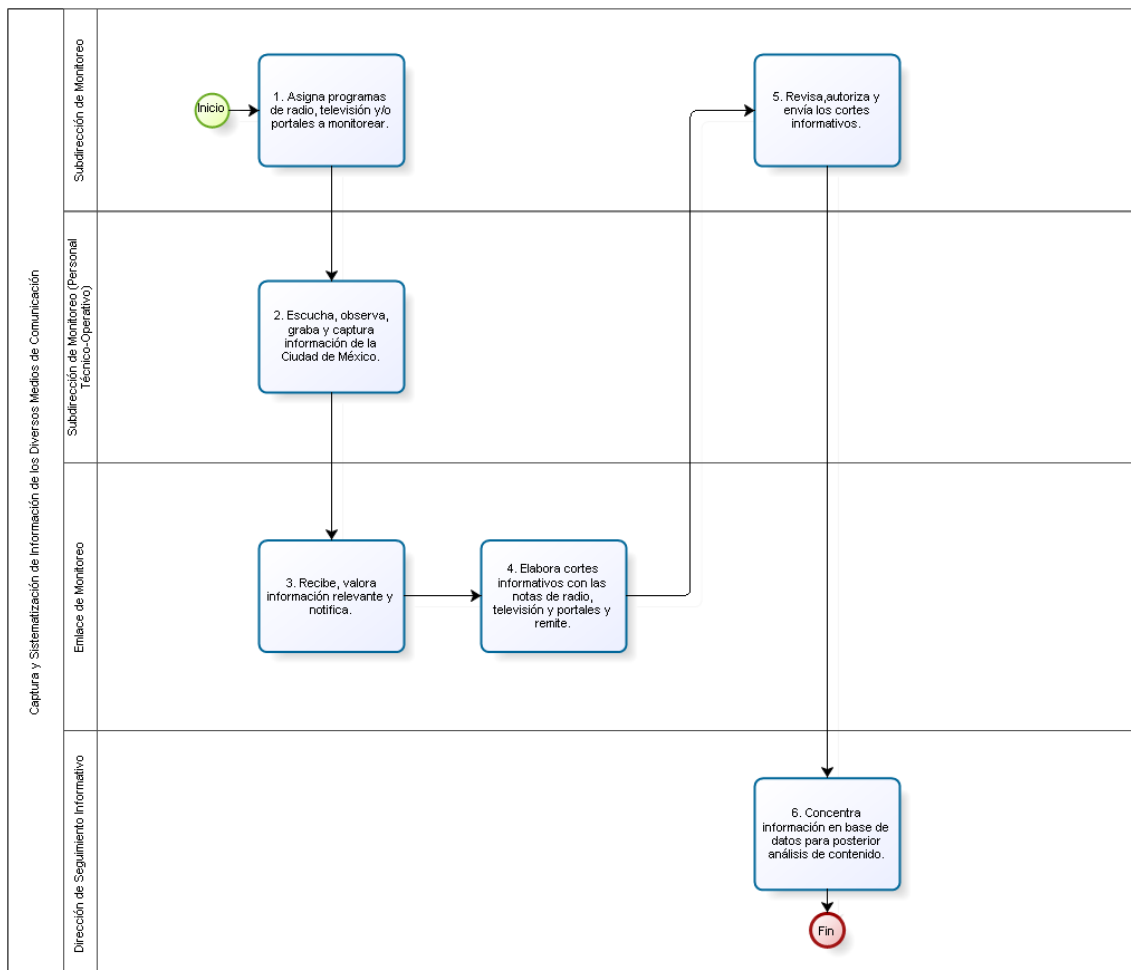 Captura y Sistematización de Información de los Diversos Medios de Comunicación
Subdirección de Monitoreo
Inicio
1. Asigna programas
de radio, televisión y/o
portales a monitorear.
5. Revisa,autoriza y
envía los cortes
informativos.
Subdirección de Monitoreo (Personal
Técnico-Operativo)
2. Escucha, observa,
graba y captura
información de la
Ciudad de México.
Enlace de Monitoreo
3. Recibe, valora
información relevante y
notifica.
4. Elabora cortes
informativos con las
notas de radio,
televisión y portales y
remite.
Dirección de Seguimiento Informativo
6. Concentra
información en base de
datos para posterior
análisis de contenido.
Fin